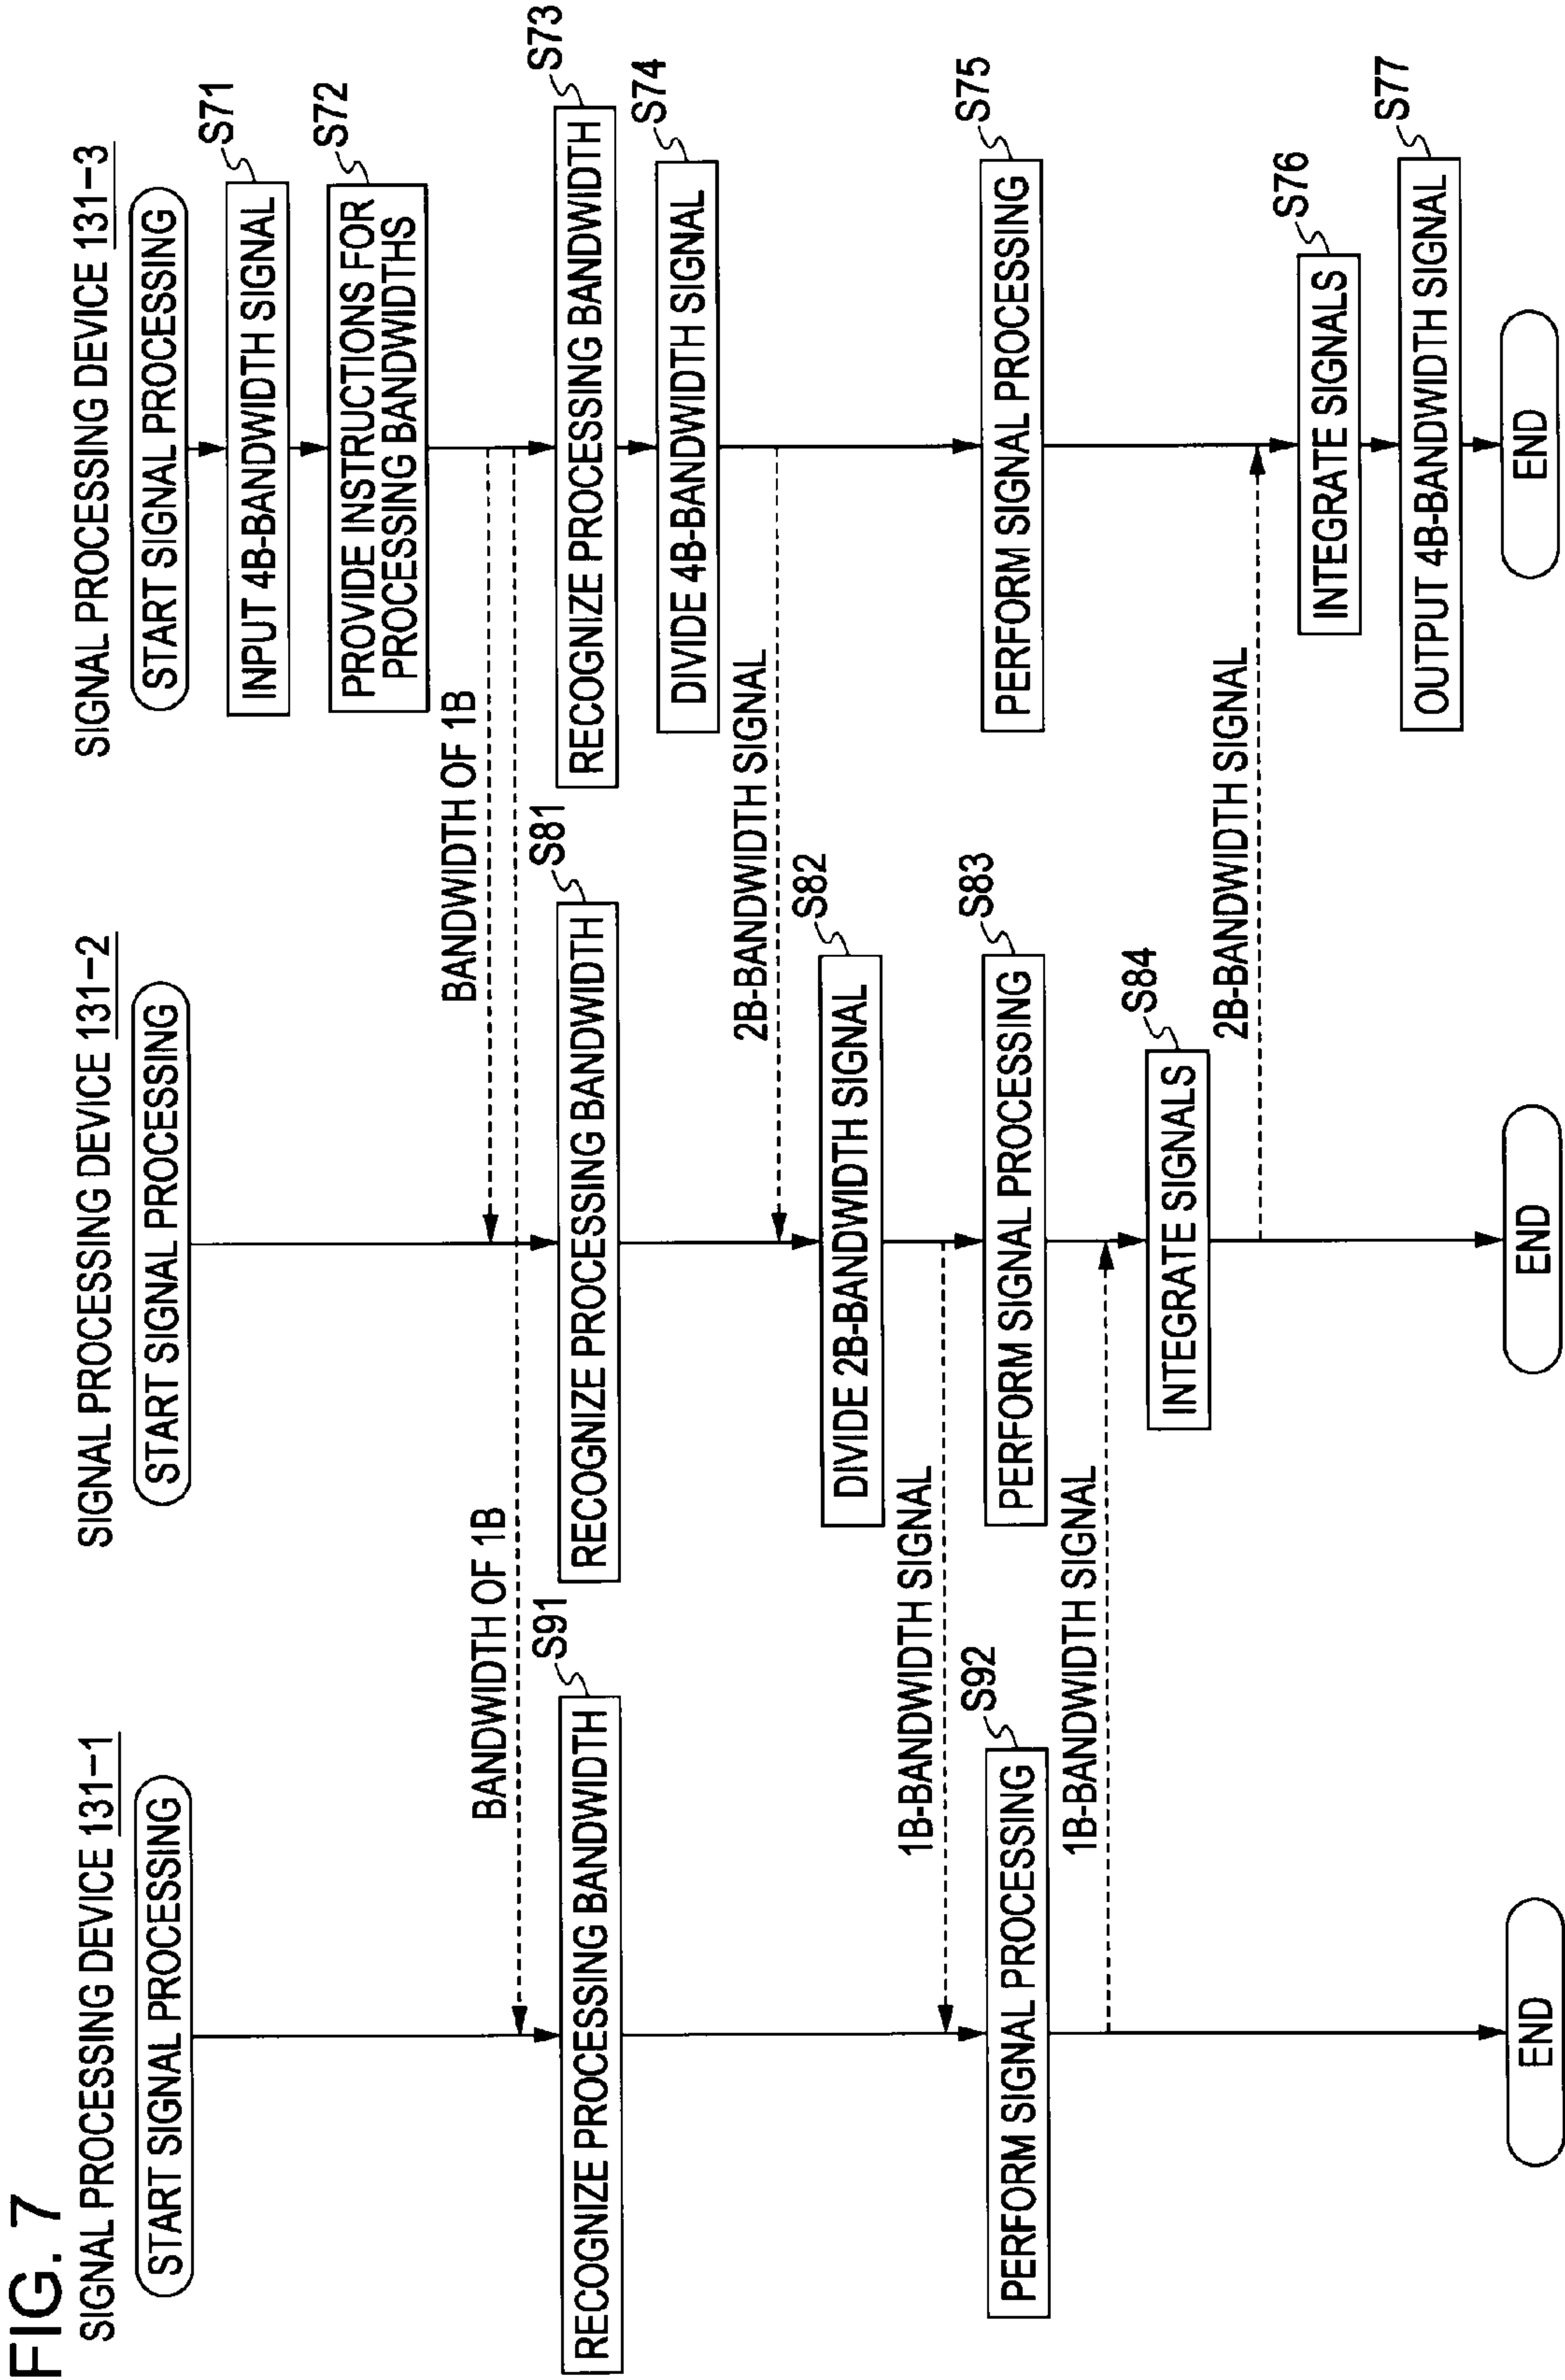 FIG. 7
SIGNAL PROCESSING DEVICE 131-1
START SIGNAL PROCESSING
BANDWIDTH OF 1B
S91
RECOGNIZE PROCESSING BANDWIDTH
1B-BANDWIDTH SIGNAL
S92
PERFORM SIGNAL PROCESSING
1B-BANDWIDTH SIGNAL
END
SIGNAL PROCESSING DEVICE 131-2
START SIGNAL PROCESSING
BANDWIDTH OF 1B
S81
RECOGNIZE PROCESSING BANDWIDTH
2B-BANDWIDTH SIGNAL
S82
DIVIDE 2B-BANDWIDTH SIGNAL
S83
PERFORM SIGNAL PROCESSING
S84
INTEGRATE SIGNALS
2B-BANDWIDTH SIGNAL
END
SIGNAL PROCESSING DEVICE 131-3
START SIGNAL PROCESSING
S71
INPUT 4B-BANDWIDTH SIGNAL
S72
PROVIDE INSTRUCTIONS FOR
PROCESSING BANDWIDTHS
S73
RECOGNIZE PROCESSING BANDWIDTH
S74
DIVIDE 4B-BANDWIDTH SIGNAL
S75
PERFORM SIGNAL PROCESSING
S76
INTEGRATE SIGNALS
S77
OUTPUT 4B-BANDWIDTH SIGNAL
END